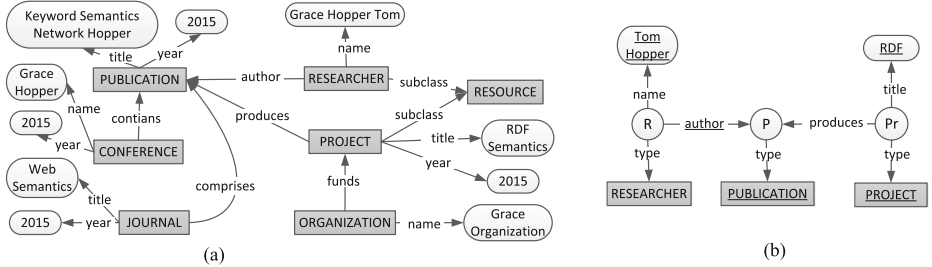 Keyword Semantics
Network Hopper
2015
title
year
PUBLICATION
Grace
Hopper
name
2015
year
contians
CONFERENCE
Web
Semantics
title
2015
year
JOURNAL
comprises
Grace Hopper Tom
name
author
RESEARCHER
subclass
RESOURCE
subclass
produces
PROJECT
title
RDF
Semantics
year
2015
funds
ORGANIZATION
name
Grace
Organization
(a)
Tom
Hopper
name
R
author
P
produces
Pr
RDF
title
type
type
type
RESEARCHER
PUBLICATION
PROJECT
(b)